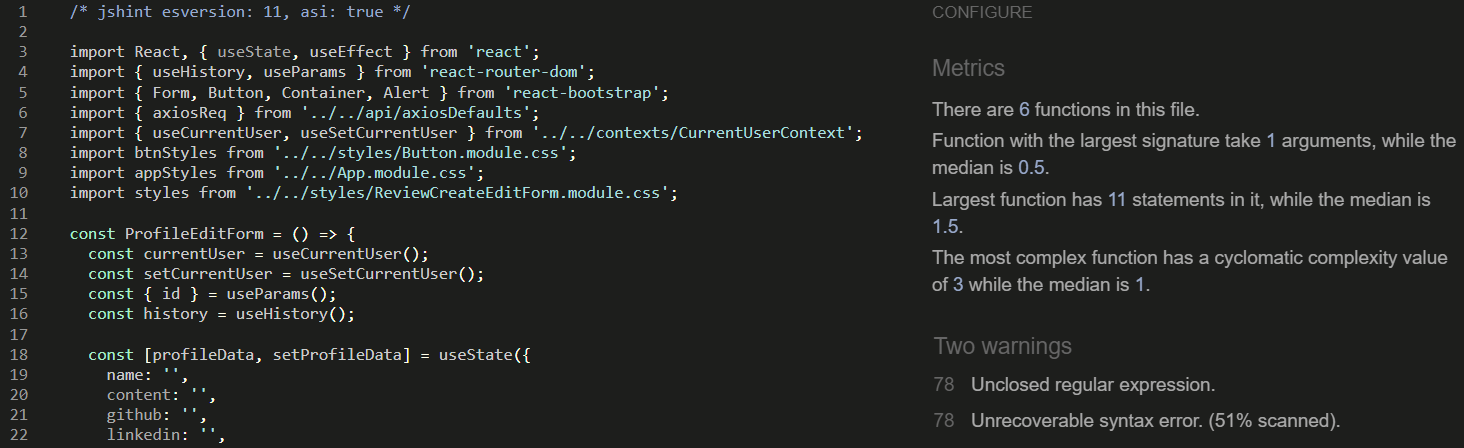 1 /* jshint esversion: 11, asi: true */
2
3 import React, { useState, useEffect } from 'react';
4 import { useHistory, useParams } from 'react-router-dom';
5 import { Form, Button, Container, Alert } from 'react-bootstrap';
6 import { axiosReq } from '../../api/axiosDefaults';
7 import { useCurrentUser, useSetCurrentUser } from '../../contexts/CurrentUserContext';
8 import btnStyles from '../../styles/Button.module.css';
9 import appStyles from '../../App.module.css';
10 import styles from '../../styles/ReviewCreateEditForm.module.css';
11
12 const ProfileEditForm = () => {
13   const currentUser = useCurrentUser();
14   const setCurrentUser = useSetCurrentUser();
15   const { id } = useParams();
16   const history = useHistory();
17
18   const [profileData, setProfileData] = useState({
19     name: '',
20     content: '',
21     github: '',
22     linkedin: '',
CONFIGURE
Metrics
There are 6 functions in this file.
Function with the largest signature take 1 arguments, while the
median is 0.5.
Largest function has 11 statements in it, while the median is
1.5.
The most complex function has a cyclomatic complexity value
of 3 while the median is 1.
Two warnings
78 Unclosed regular expression.
78 Unrecoverable syntax error. (51% scanned).